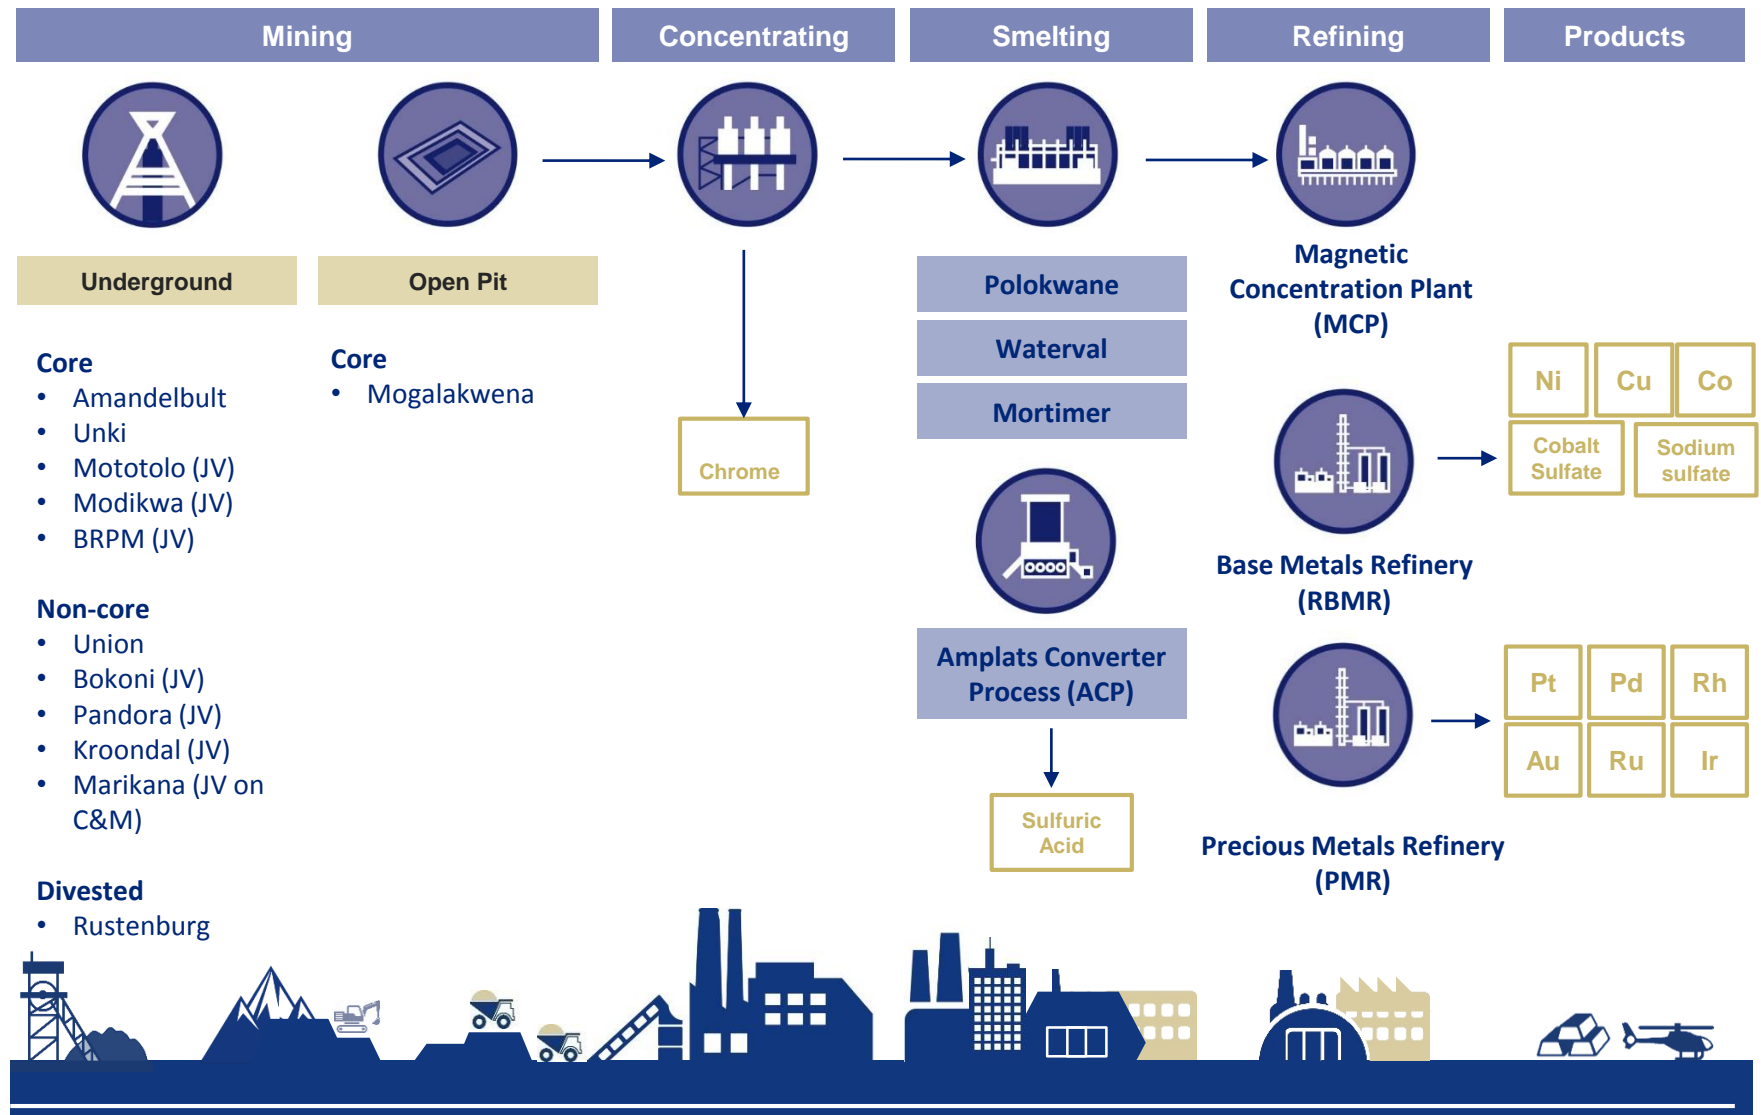 Mining
Concentrating
Smelting
Refining
Products
Underground
Open Pit
Core
• Amandelbult
• Unki
• Mototolo (JV)
• Modikwa (JV)
• BRPM (JV)
Non-core
• Union
• Bokoni (JV)
• Pandora (JV)
• Kroondal (JV)
• Marikana (JV on
C&M)
Divested
• Rustenburg
Core
• Mogalakwena
Chrome
Polokwane
Waterval
Mortimer
Amplats Converter
Process (ACP)
Sulfuric
Acid
Magnetic
Concentration Plant
(MCP)
Base Metals Refinery
(RBMR)
Precious Metals Refinery
(PMR)
Ni
Cu
Co
Cobalt
Sulfate
Sodium
sulfate
Pt
Pd
Rh
Au
Ru
Ir